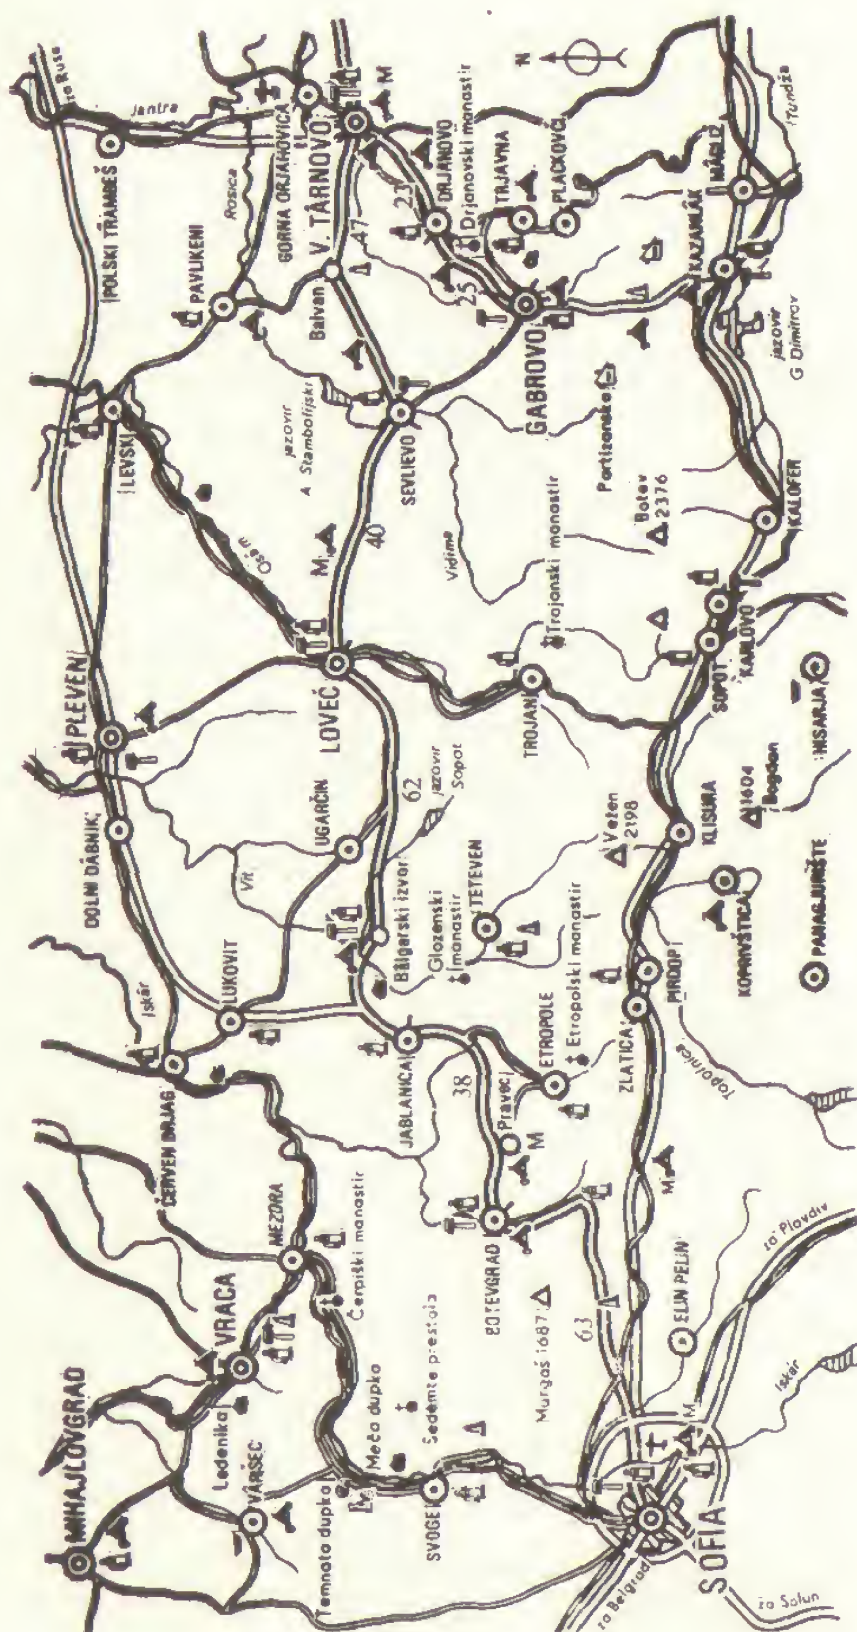 MIHAJLOVGRAD
VRACA
MEZDRA
ČERVEN BRJAG
Iskăr
DOLNI DĂBNIK
PLEVEN
LEVSKI
POLSKI TRĂMBEŠ
za Ruse
Jantra
Ledenika
VĂRŠEC
Čerpiški manastir
LUKOVIT
Vit
UGARČIN
Osăm
PAVLIKENI
Rosica
GORNA ORJAHOVICA
Temnata dupka
Meča dupka
Sedemte prestola
SVOGE
JABLANICA
Bălgarski izvor
62
LOVEČ
jazovir
Sopot
M
40
jazovir
A Stambolijski
SEVLIEVO
Balvan
47
V. TĂRNOVO
M
BOTEVGRAD
38
Pravec
M
ETROPOLE
Etropolski manastir
Glozenski
manastir
TETEVEN
TROJAN
Trojanski manastir
Vidima
GABROVO
25
23
DRJANOVO
Drjanovski manastir
TRJAVNA
PLAČKOVCI
N
Murgaš 1687
63
ZLATICA
PIRDOP
Vežen
2198
KLISURA
SOPOT
KARLOVO
Botev
2376
Partizanska
KALOFER
KAZANLĂK
MĂGLIŽ
Tundža
jazovir
G Dimitrov
SOFIA
za Belgrad
za Solun
M
Iskăr
ELIN PELIN
za Plovdiv
M
Topolnica
KOPRIVŠTICA
PANAGJURIŠTE
1604
Bogdan
HISARJA